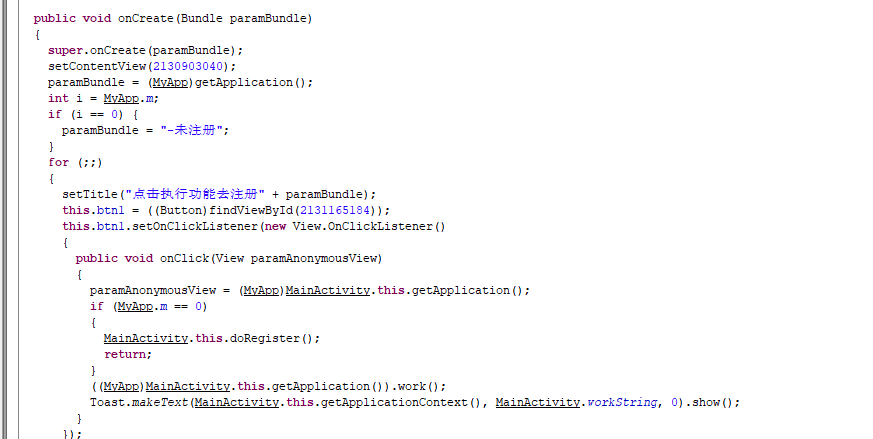 public void onCreate(Bundle paramBundle)
{
super.onCreate(paramBundle);
setContentView(2130903040);
paramBundle = (MyApp)getApplication();
int i = MyApp.m;
if (i == 0) {
paramBundle = "-未注册";
}
for (;;)
{
setTitle("点击执行功能去注册" + paramBundle);
this.btn1 = ((Button)findViewById(2131165184));
this.btn1.setOnClickListener(new View.OnClickListener()
{
public void onClick(View paramAnonymousView)
{
paramAnonymousView = (MyApp)MainActivity.this.getApplication();
if (MyApp.m == 0)
{
MainActivity.this.doRegister();
return;
}
((MyApp)MainActivity.this.getApplication()).work();
Toast.makeText(MainActivity.this.getApplicationContext(), MainActivity.workString, 0).show();
}
});